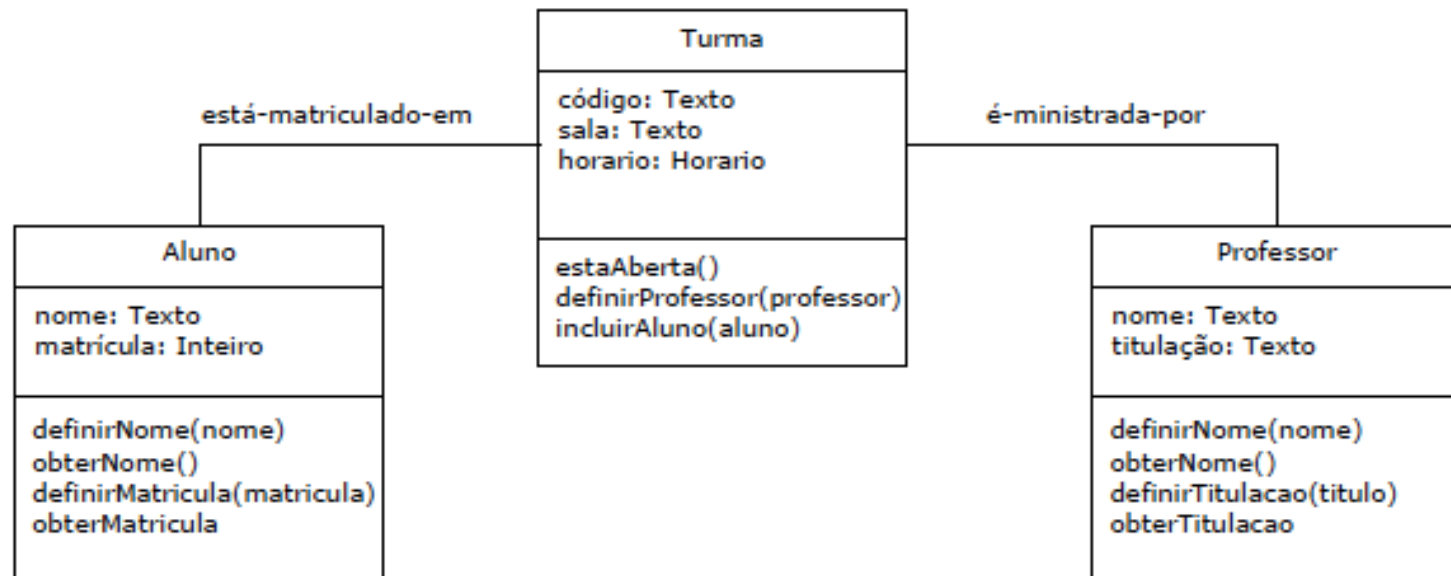 Turma
código: Texto
sala: Texto
horario: Horario
estaAberta()
definirProfessor(professor)
incluirAluno(aluno)
está-matriculado-em
é-ministrada-por
Aluno
nome: Texto
matrícula: Inteiro
definirNome(nome)
obterNome()
definirMatricula(matricula)
obterMatricula
Professor
nome: Texto
titulação: Texto
definirNome(nome)
obterNome()
definirTitulacao(titulo)
obterTitulacao